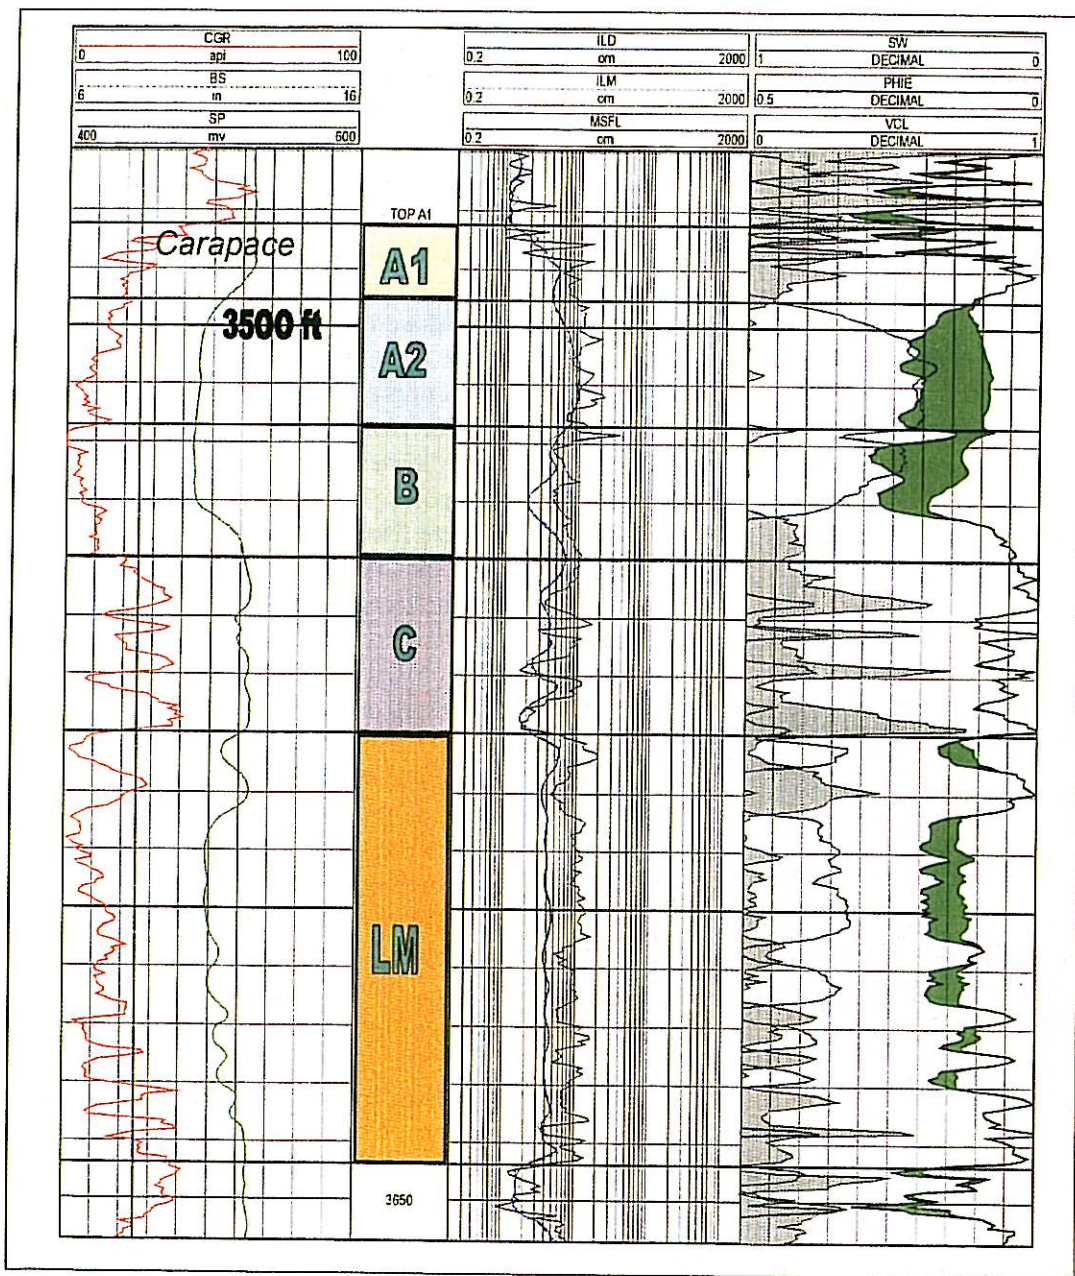 CGR
0 api 100
BS
6 in 16
SP
400 mv 600
ILD
0.2 om 2000
ILM
0.2 om 2000
MSFL
0.2 om 2000
SW
1 DECIMAL 0
PHIE
0.5 DECIMAL 0
VCL
0 DECIMAL 1
TOP A1
Carapace
A1
3500 ft
A2
B
C
LM
3650